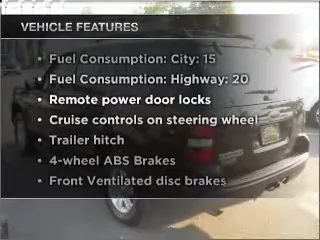 VEHICLE FEATURES
• Fuel Consumption: City: 15
• Fuel Consumption: Highway: 20
• Remote power door locks
• Cruise controls on steering wheel
• Trailer hitch
• 4-wheel ABS Brakes
• Front Ventilated disc brakes